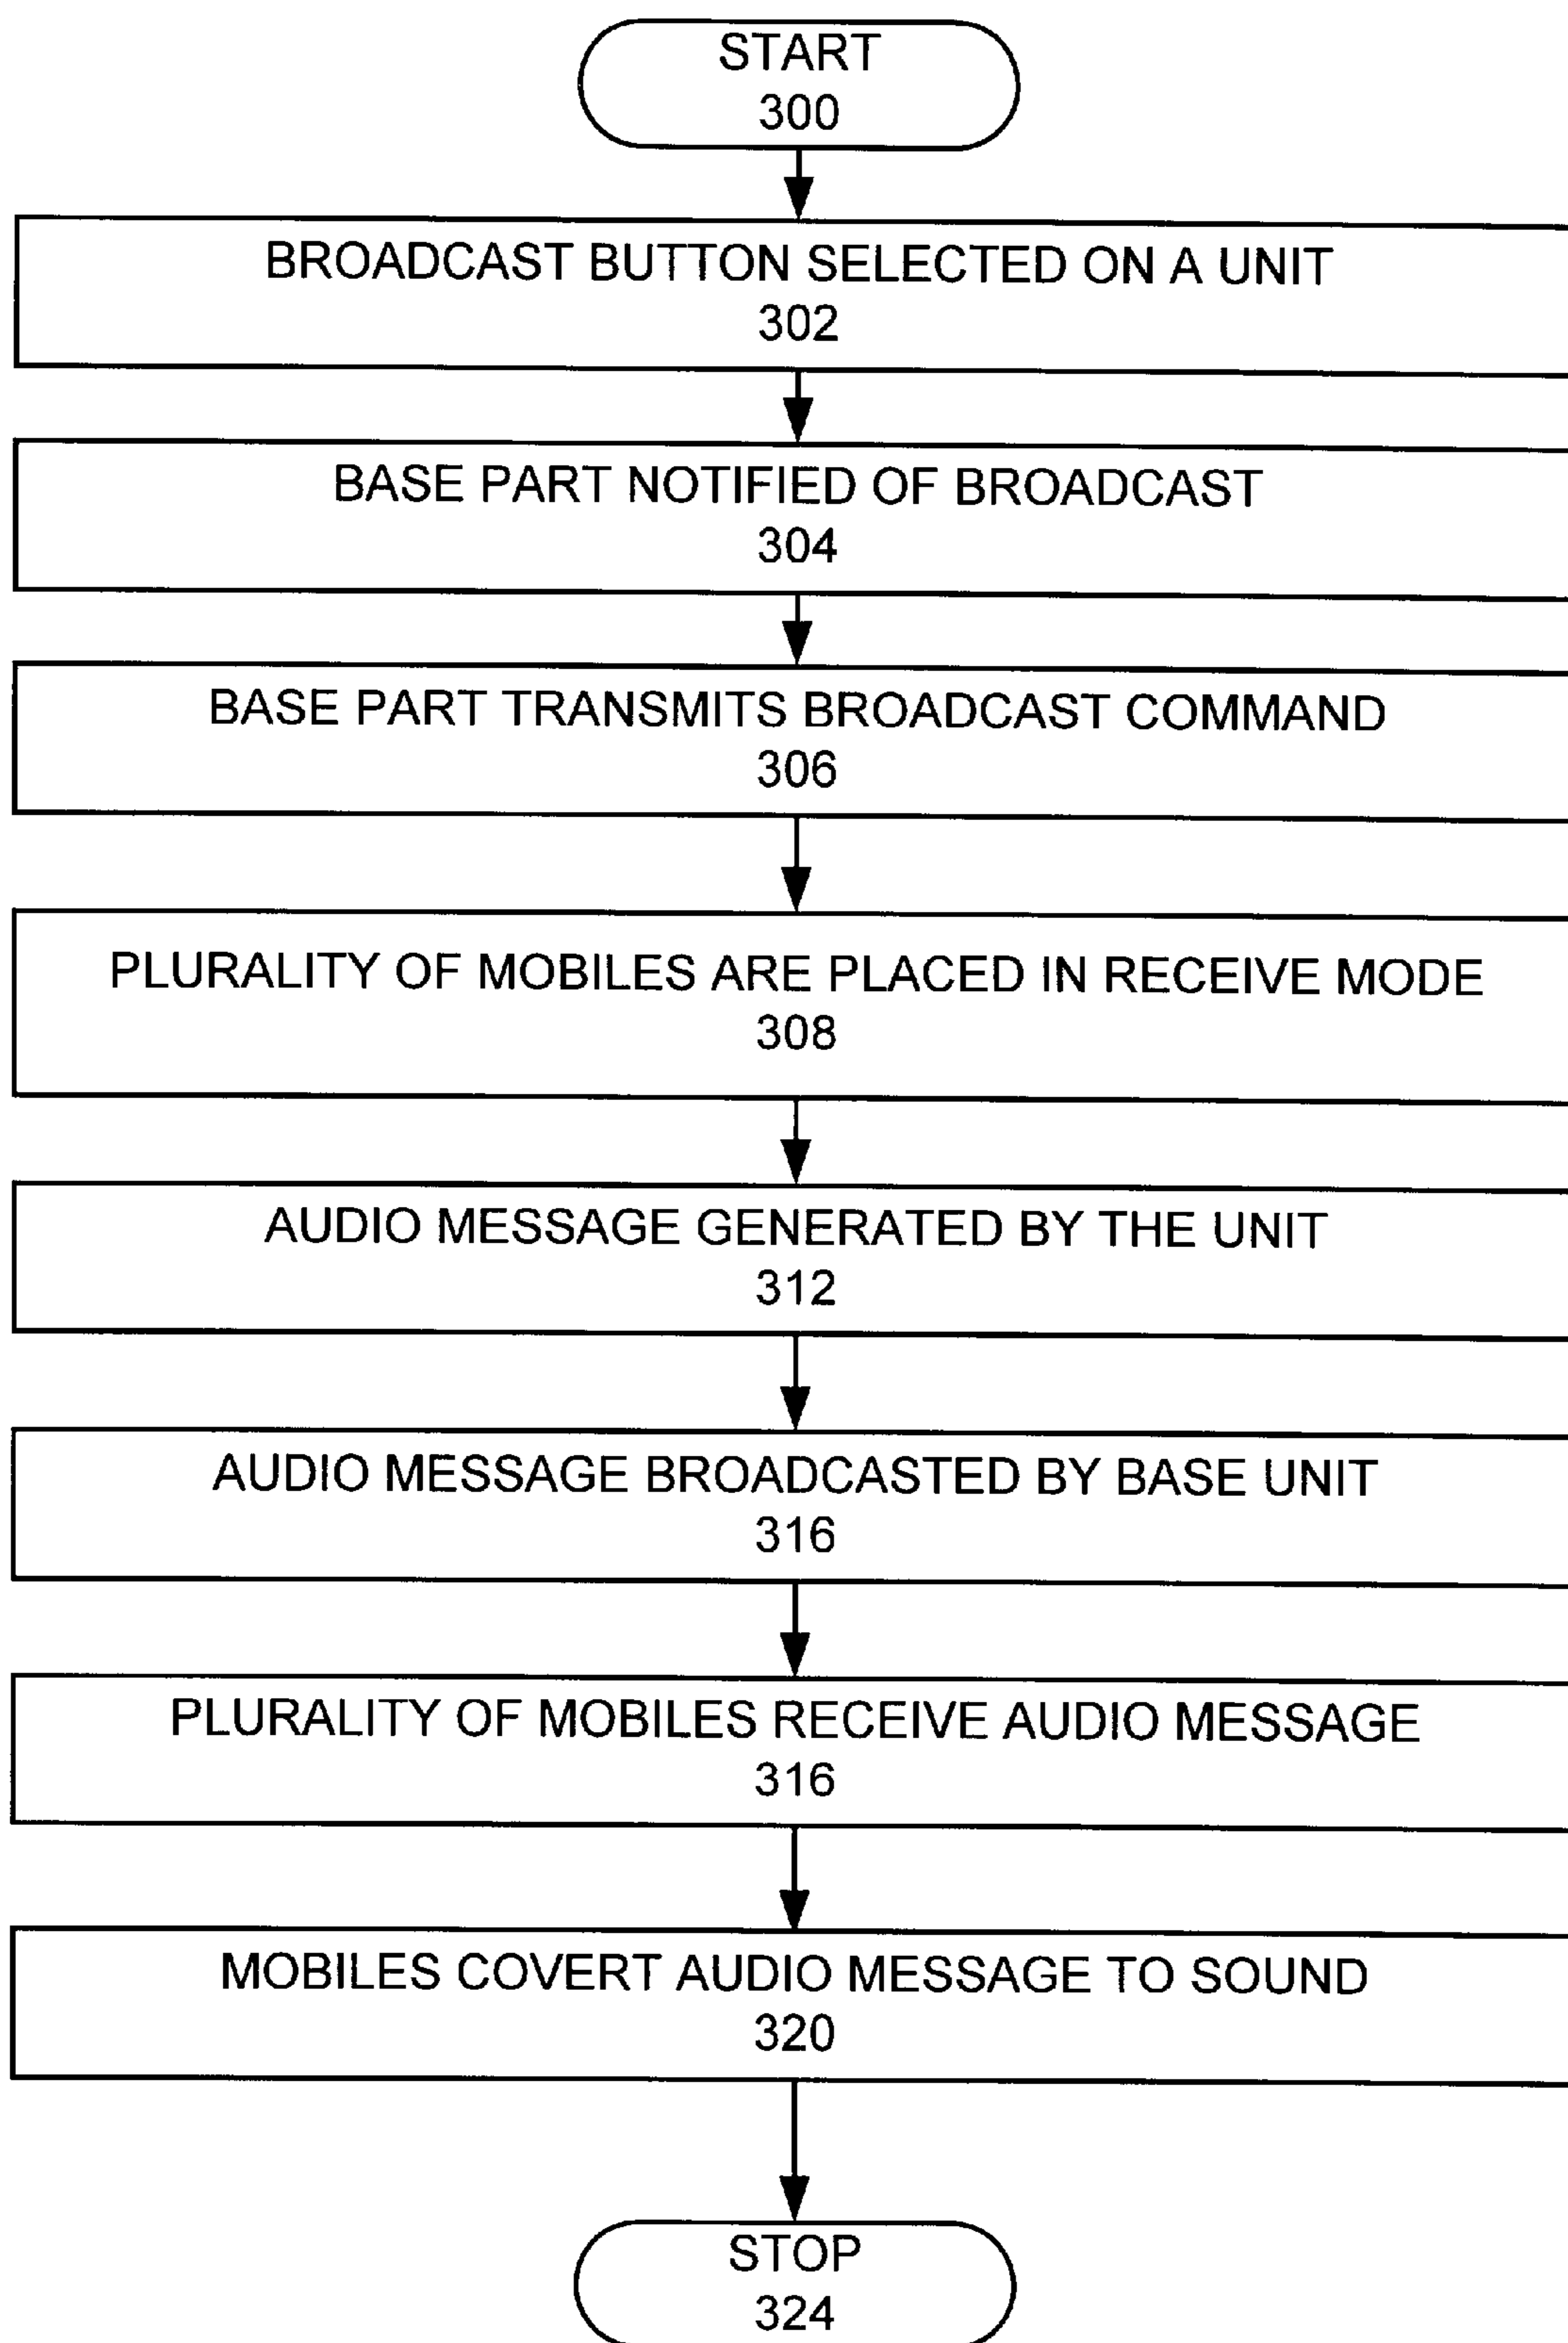 START
300
BROADCAST BUTTON SELECTED ON A UNIT
302
BASE PART NOTIFIED OF BROADCAST
304
BASE PART TRANSMITS BROADCAST COMMAND
306
PLURALITY OF MOBILES ARE PLACED IN RECEIVE MODE
308
AUDIO MESSAGE GENERATED BY THE UNIT
312
AUDIO MESSAGE BROADCASTED BY BASE UNIT
316
PLURALITY OF MOBILES RECEIVE AUDIO MESSAGE
316
MOBILES COVERT AUDIO MESSAGE TO SOUND
320
STOP
324